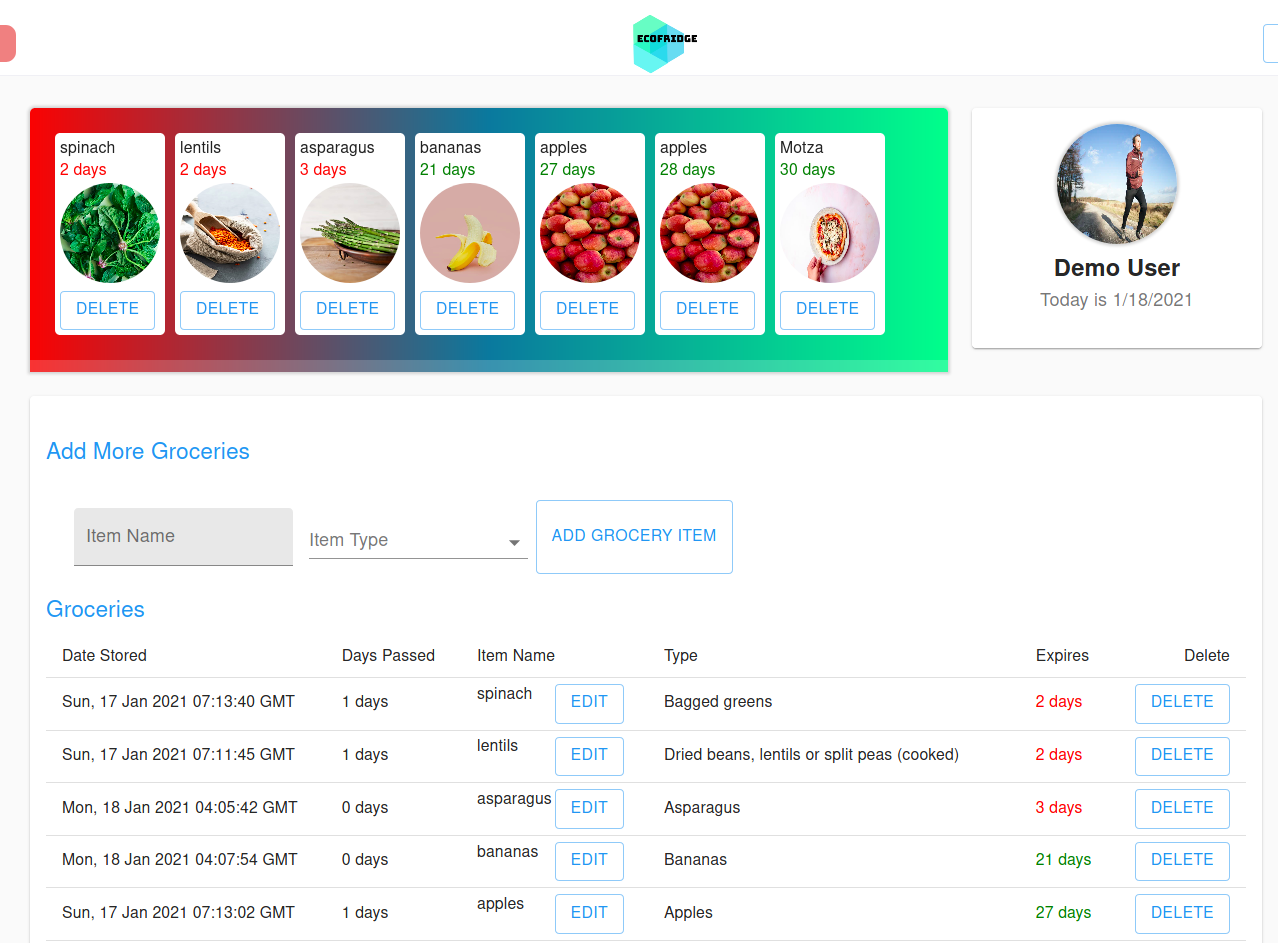 ECOFRIDGE
spinach
2 days
DELETE
lentils
2 days
DELETE
asparagus
3 days
DELETE
bananas
21 days
DELETE
apples
27 days
DELETE
apples
28 days
DELETE
Motza
30 days
DELETE
Demo User
Today is 1/18/2021
Add More Groceries
Item Name
Item Type
ADD GROCERY ITEM
Groceries
Date Stored Days Passed Item Name Type Expires Delete
Sun, 17 Jan 2021 07:13:40 GMT 1 days spinach EDIT Bagged greens 2 days DELETE
Sun, 17 Jan 2021 07:11:45 GMT 1 days lentils EDIT Dried beans, lentils or split peas (cooked) 2 days DELETE
Mon, 18 Jan 2021 04:05:42 GMT 0 days asparagus EDIT Asparagus 3 days DELETE
Mon, 18 Jan 2021 04:07:54 GMT 0 days bananas EDIT Bananas 21 days DELETE
Sun, 17 Jan 2021 07:13:02 GMT 1 days apples EDIT Apples 27 days DELETE